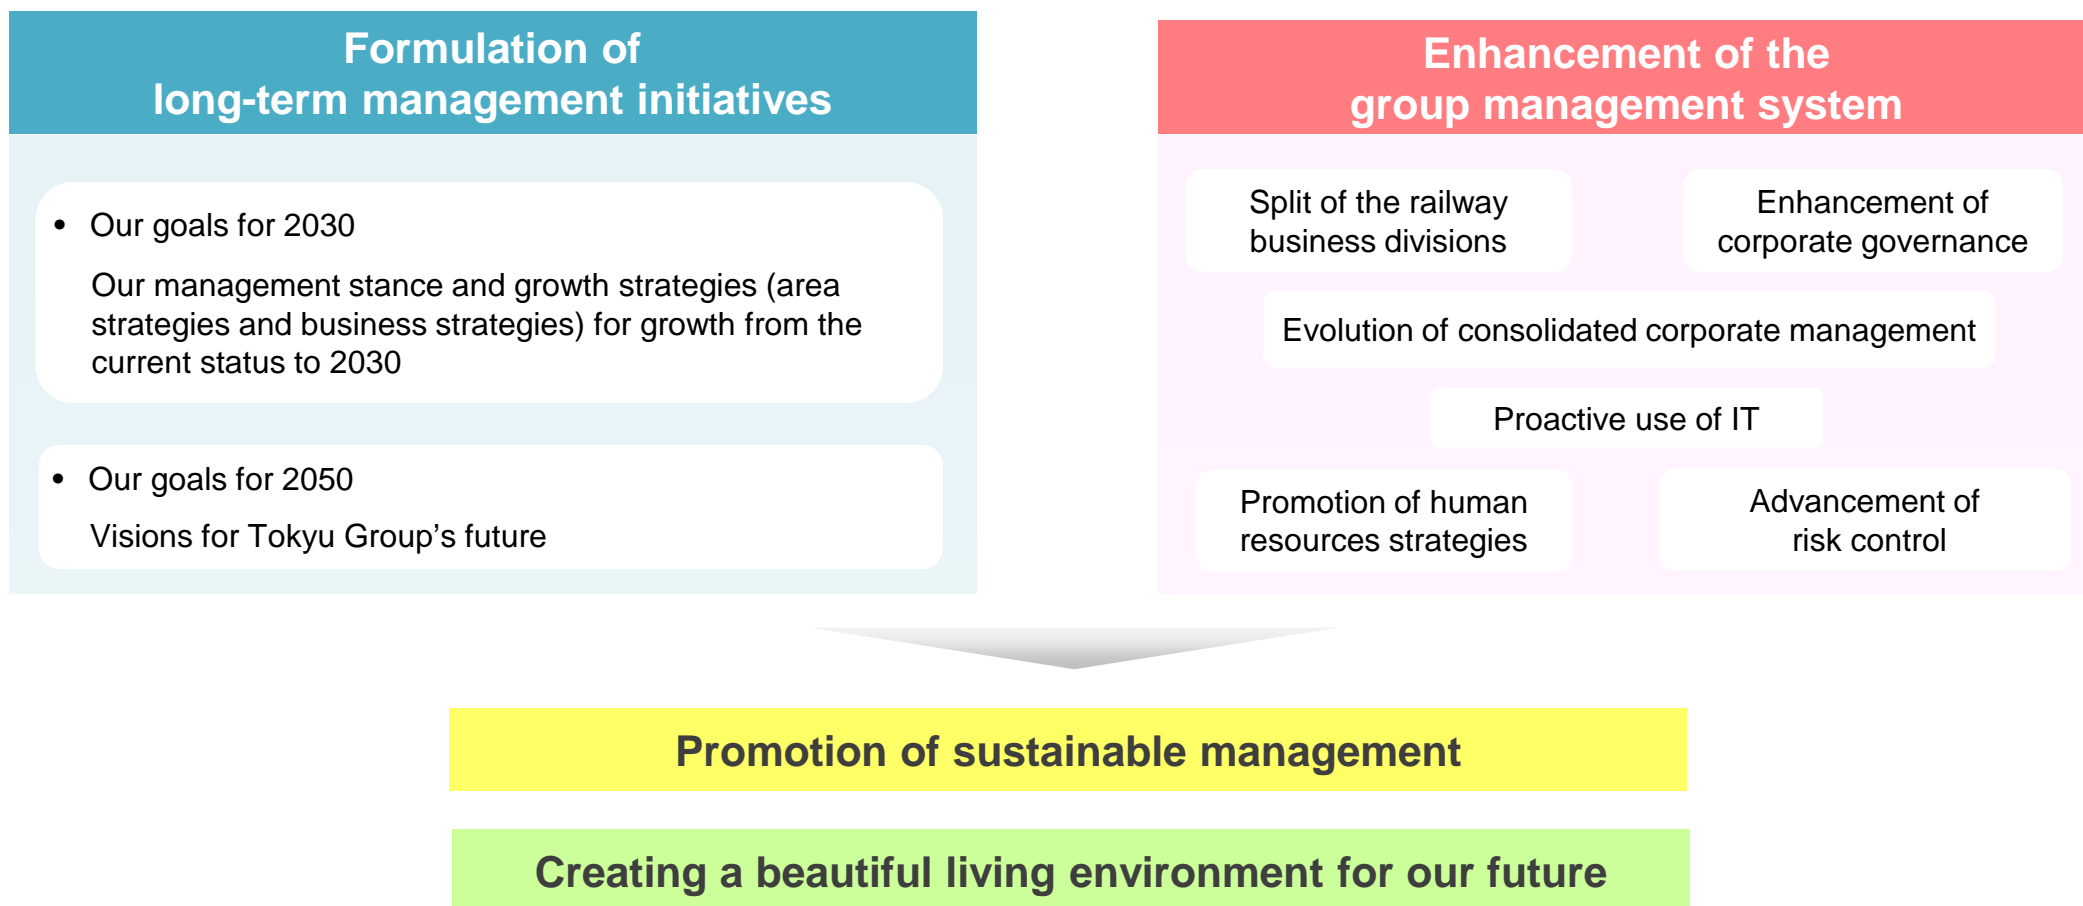 Formulation of
long-term management initiatives
• Our goals for 2030
Our management stance and growth strategies (area
strategies and business strategies) for growth from the
current status to 2030
• Our goals for 2050
Visions for Tokyu Group’s future
Enhancement of the
group management system
Split of the railway
business divisions
Enhancement of
corporate governance
Evolution of consolidated corporate management
Proactive use of IT
Promotion of human
resources strategies
Advancement of
risk control
Promotion of sustainable management
Creating a beautiful living environment for our future